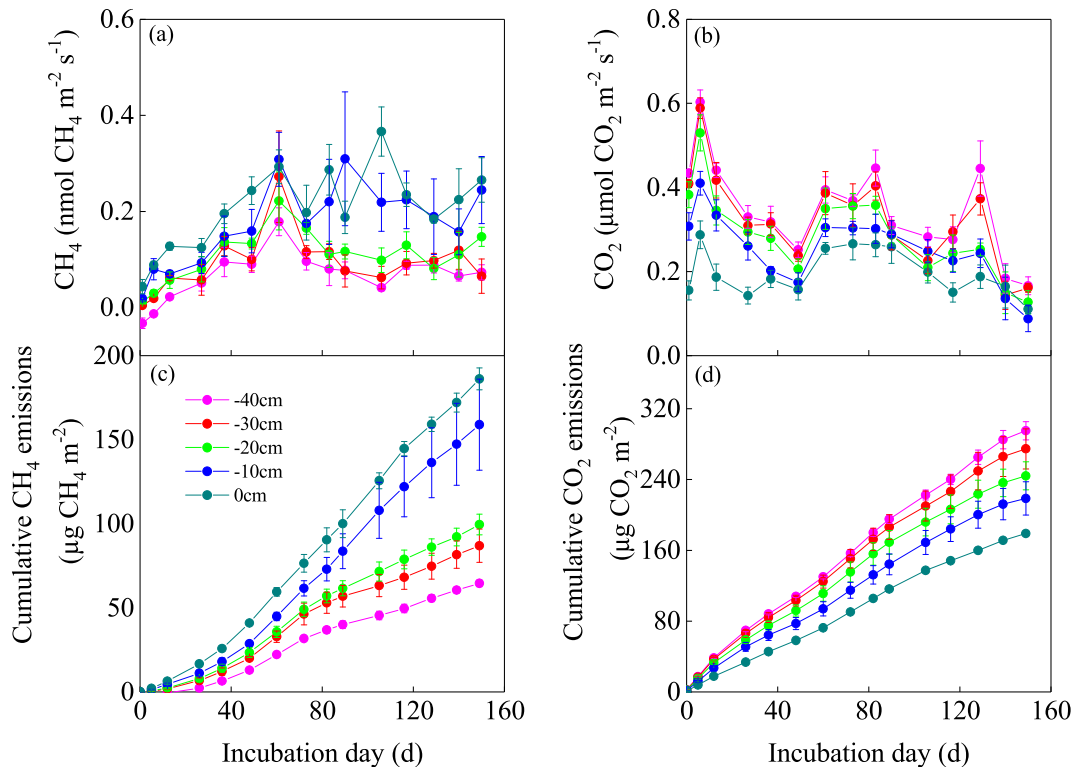 (a)
CH₄ (nmol CH₄ m⁻² s⁻¹)
0.6
0.4
0.2
0.0
(b)
CO₂ (μmol CO₂ m⁻² s⁻¹)
0.8
0.6
0.4
0.2
0.0
(c)
Cumulative CH₄ emissions
(μg CH₄ m⁻²)
200
150
100
50
0
-40cm
-30cm
-20cm
-10cm
0cm
0 40 80 120 160
Incubation day (d)
(d)
Cumulative CO₂ emissions
(μg CO₂ m⁻²)
320
240
160
80
0
0 40 80 120 160
Incubation day (d)